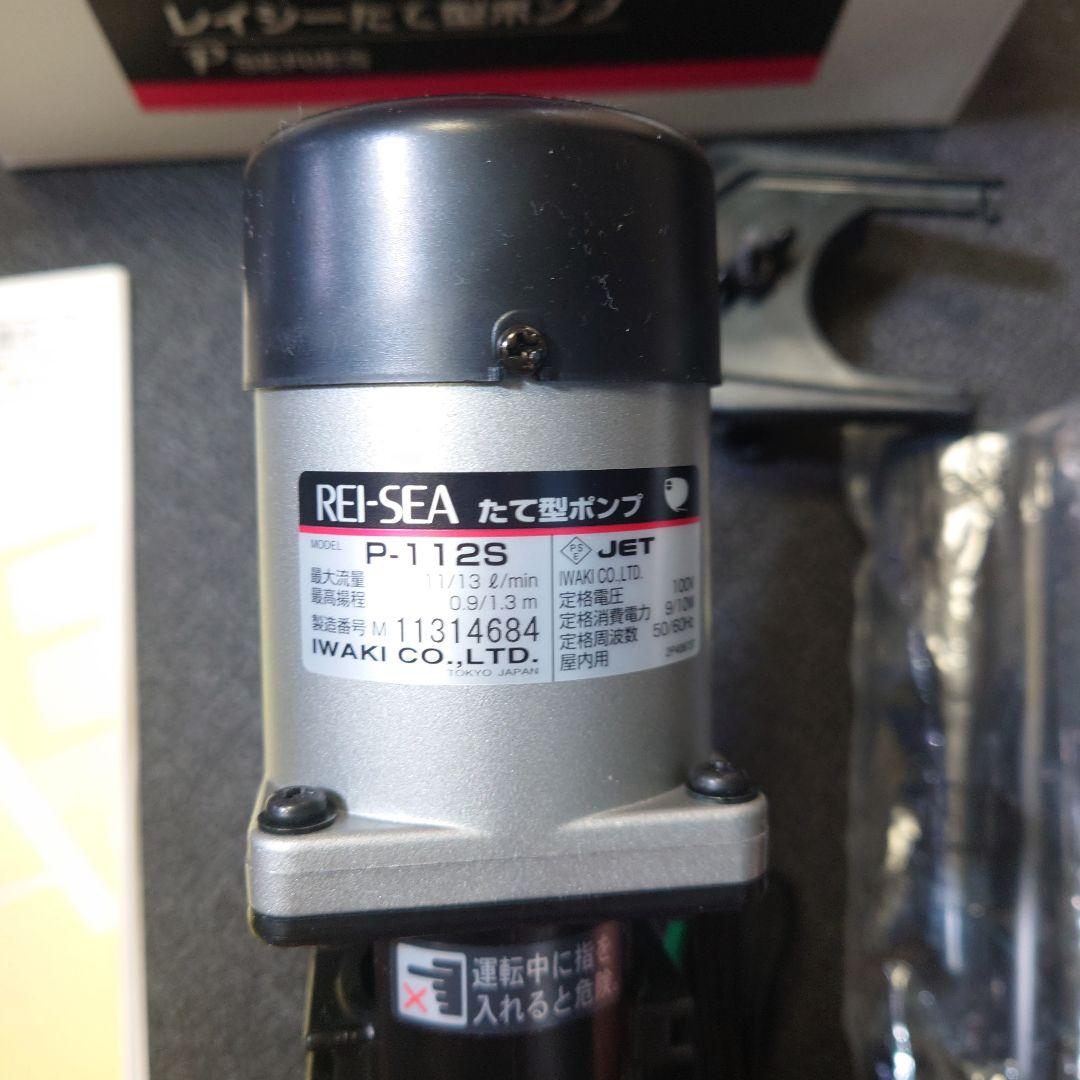 レイシーたて型ポンプ
P SERIES
REI-SEA たて型ポンプ
MODEL P-112S
最大流量 11/13 ℓ/min
最高揚程 0.9/1.3 m
製造番号 M 11314684
IWAKI CO.,LTD.
TOKYO JAPAN
PSE JET
IWAKI CO.,LTD.
定格電圧 100V
定格消費電力 9/10W
定格周波数 50/60Hz
屋内用
運転中に指を
入れると危険